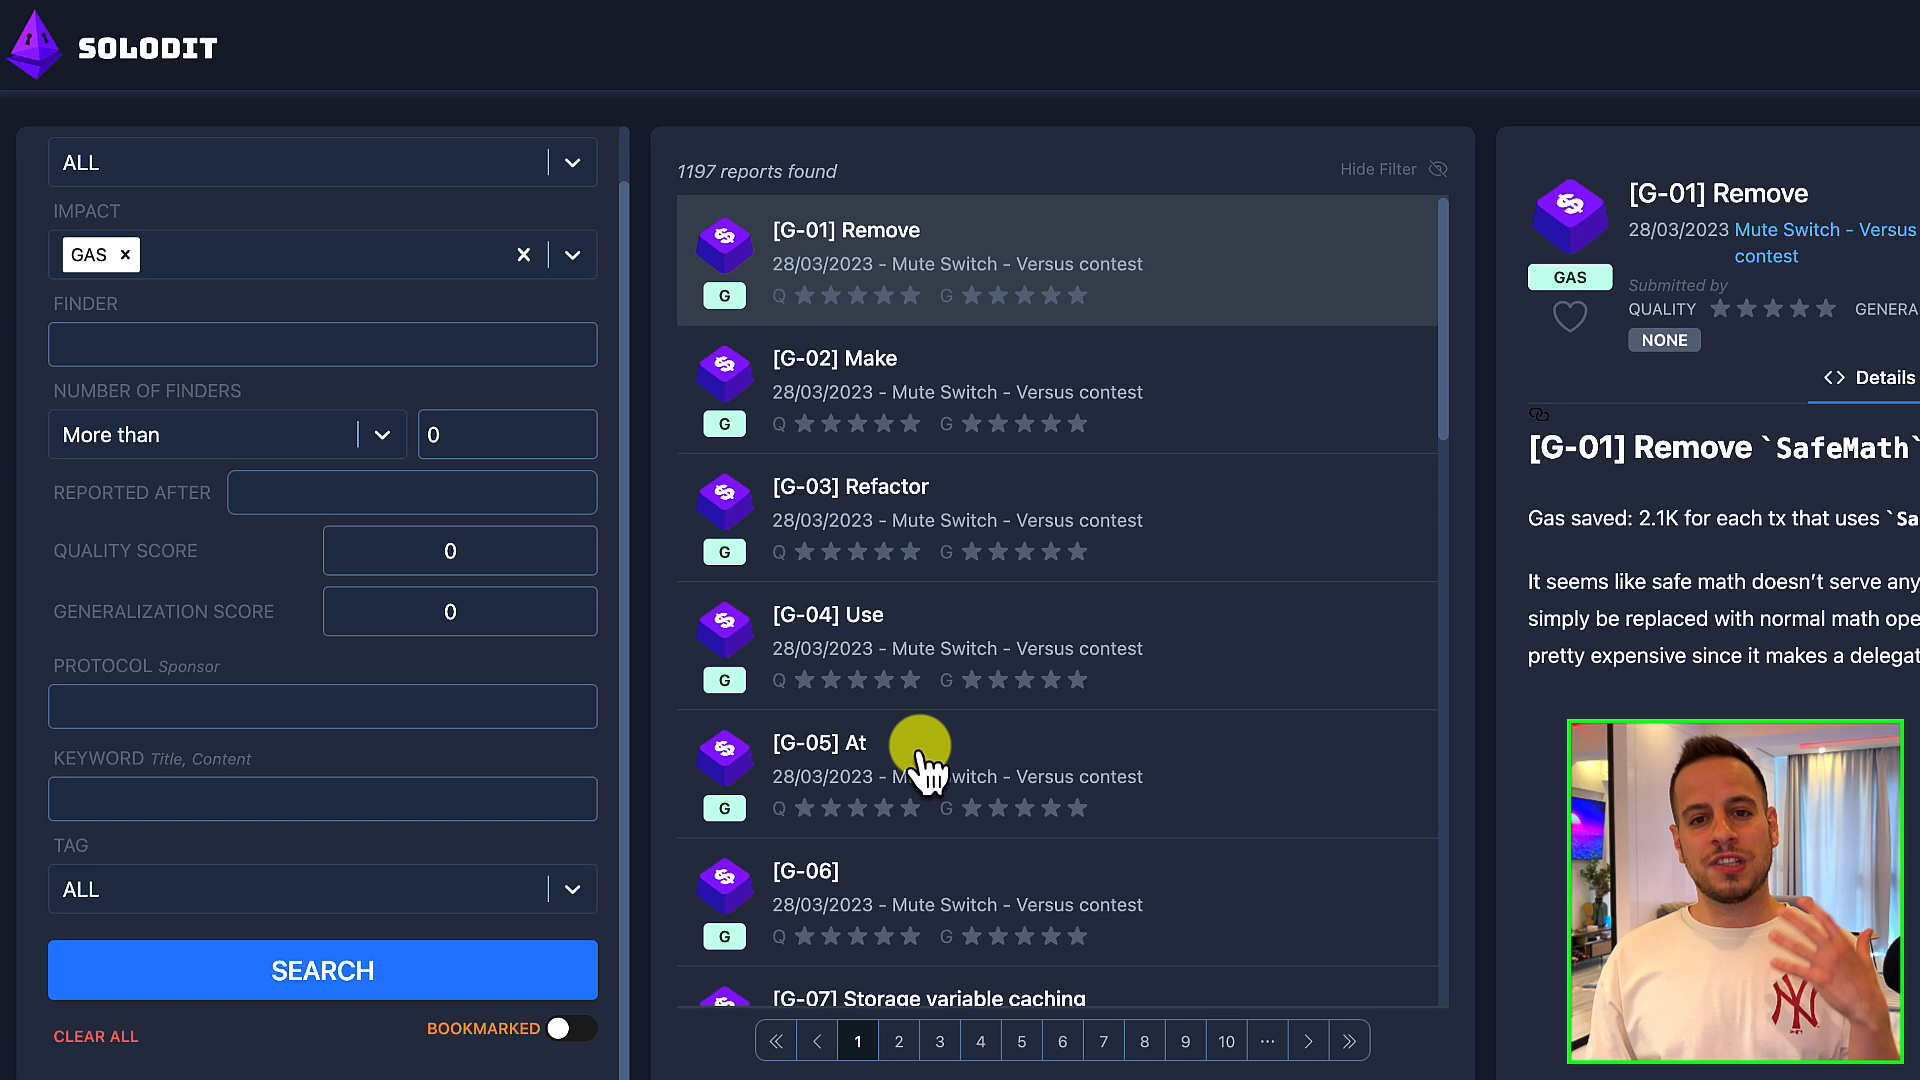 SOLODIT
ALL
IMPACT
GAS ×
FINDER
NUMBER OF FINDERS
More than
0
REPORTED AFTER
QUALITY SCORE
0
GENERALIZATION SCORE
0
PROTOCOL Sponsor
KEYWORD Title, Content
TAG
ALL
SEARCH
CLEAR ALL
BOOKMARKED
1197 reports found
Hide Filter
[G-01] Remove
28/03/2023 - Mute Switch - Versus contest
G
Q
G
[G-02] Make
28/03/2023 - Mute Switch - Versus contest
G
Q
G
[G-03] Refactor
28/03/2023 - Mute Switch - Versus contest
G
Q
G
[G-04] Use
28/03/2023 - Mute Switch - Versus contest
G
Q
G
[G-05] At
28/03/2023 - M witch - Versus contest
G
Q
G
[G-06]
28/03/2023 - Mute Switch - Versus contest
G
Q
G
[G-07] Storage variable caching
« ‹ 1 2 3 4 5 6 7 8 9 10 ··· › »
[G-01] Remove
28/03/2023 Mute Switch - Versus
contest
GAS
Submitted by
QUALITY
GENERA
NONE
<> Details
[G-01] Remove `SafeMath`
Gas saved: 2.1K for each tx that uses `Sa
It seems like safe math doesn't serve any
simply be replaced with normal math ope
pretty expensive since it makes a delegat
NY